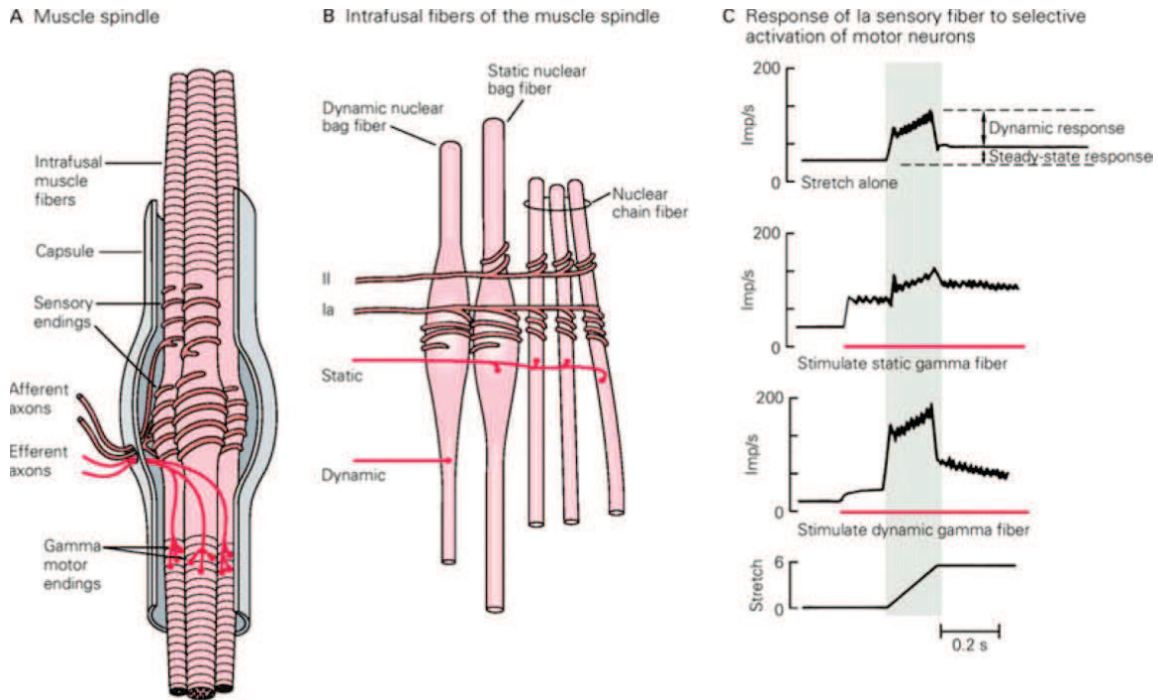 A Muscle spindle
Intrafusal
muscle
fibers
Capsule
Sensory
endings
Afferent
axons
Efferent
axons
Gamma
motor
endings
B Intrafusal fibers of the muscle spindle
Static nuclear
bag fiber
Dynamic nuclear
bag fiber
Nuclear
chain fiber
II
Ia
Static
Dynamic
C Response of Ia sensory fiber to selective
activation of motor neurons
200
Imp/s
0
Dynamic response
Steady-state response
Stretch alone
200
Imp/s
0
Stimulate static gamma fiber
200
Imp/s
0
Stimulate dynamic gamma fiber
6
Stretch
0
0.2 s